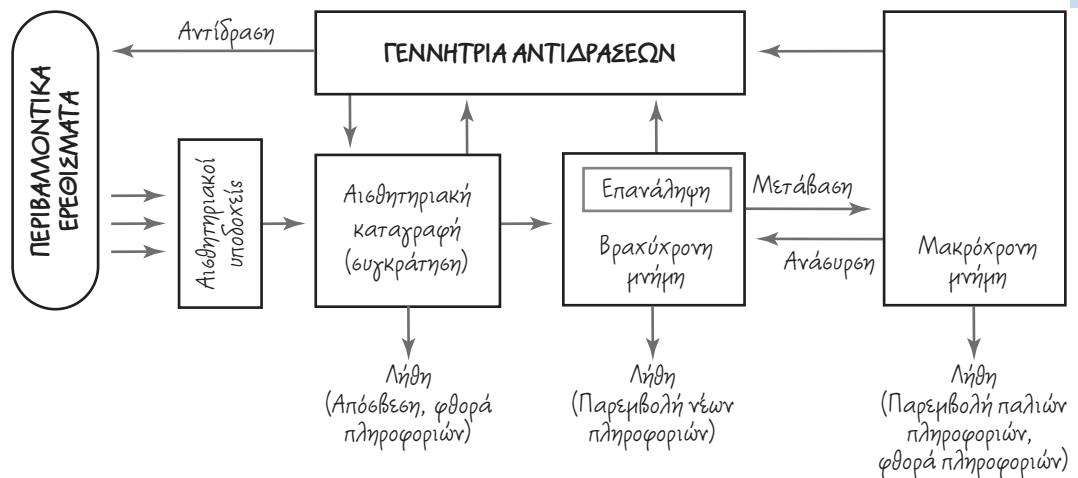 ΠΕΡΙΒΑΛΛΟΝΤΙΚΑ
ΕΡΕΘΙΣΜΑΤΑ
Αντίδραση
ΓΕΝΝΗΤΡΙΑ ΑΝΤΙΔΡΑΣΕΩΝ
Αισθητηριακοί
υποδοχείς
Αισθητηριακή
καταγραφή
(συγκράτηση)
Επανάληψη
Βραχύχρονη
μνήμη
Μετάβαση
Ανάσυρση
Μακρόχρονη
μνήμη
Λήθη
(Απόσβεση, φθορά
πληροφοριών)
Λήθη
(Παρεμβολή νέων
πληροφοριών)
Λήθη
(Παρεμβολή παλιών
πληροφοριών,
φθορά πληροφοριών)